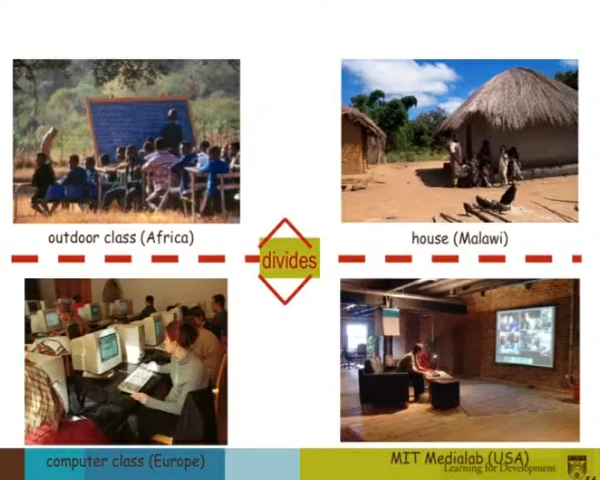 outdoor class (Africa)
house (Malawi)
divides
computer class (Europe)
MIT Medialab (USA)
Learning for Development